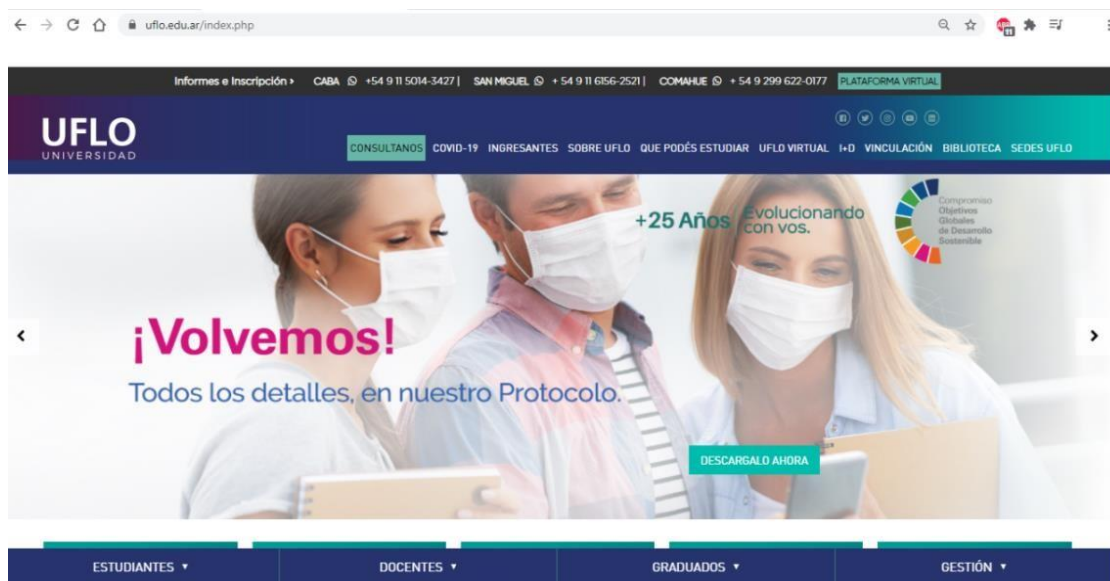 uflo.edu.ar/index.php
11
Informes e Inscripción › CABA +54 9 11 5014-3427 | SAN MIGUEL + 54 9 11 6156-2521 | COMAHUE + 54 9 299 622-0177 PLATAFORMA VIRTUAL
UFLO
UNIVERSIDAD
CONSULTANOS COVID-19 INGRESANTES SOBRE UFLO QUE PODÉS ESTUDIAR UFLO VIRTUAL I+D VINCULACIÓN BIBLIOTECA SEDES UFLO
+25 Años
Evolucionando
con vos.
Compromiso
Objetivos
Globales
de Desarrollo
Sostenible
¡Volvemos!
Todos los detalles, en nuestro Protocolo.
DESCARGALO AHORA
ESTUDIANTES ▼ DOCENTES ▼ GRADUADOS ▼ GESTIÓN ▼